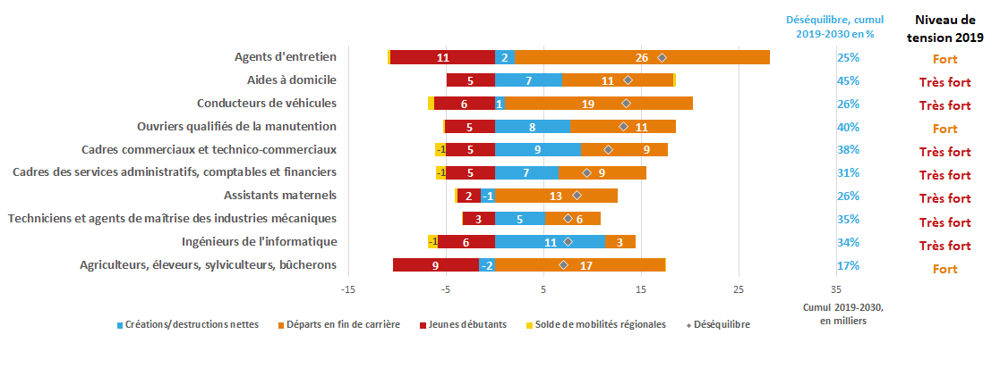 Déséquilibre, cumul
2019-2030 en %
Niveau de
tension 2019
Agents d'entretien 11 2 26 25% Fort
Aides à domicile 5 7 11 45% Très fort
Conducteurs de véhicules 6 1 19 26% Très fort
Ouvriers qualifiés de la manutention 5 8 11 40% Fort
Cadres commerciaux et technico-commerciaux -1 5 9 9 38% Très fort
Cadres des services administratifs, comptables et financiers -1 5 7 9 31% Très fort
Assistants maternels 2 -1 13 26% Très fort
Techniciens et agents de maîtrise des industries mécaniques 3 5 6 35% Très fort
Ingénieurs de l'informatique -1 6 11 3 34% Très fort
Agriculteurs, éleveurs, sylviculteurs, bûcherons 9 -2 17 17% Fort
-15 -5 5 15 25 35
Cumul 2019-2030,
en milliers
Créations/destructions nettes Départs en fin de carrière Jeunes débutants Solde de mobilités régionales Déséquilibre